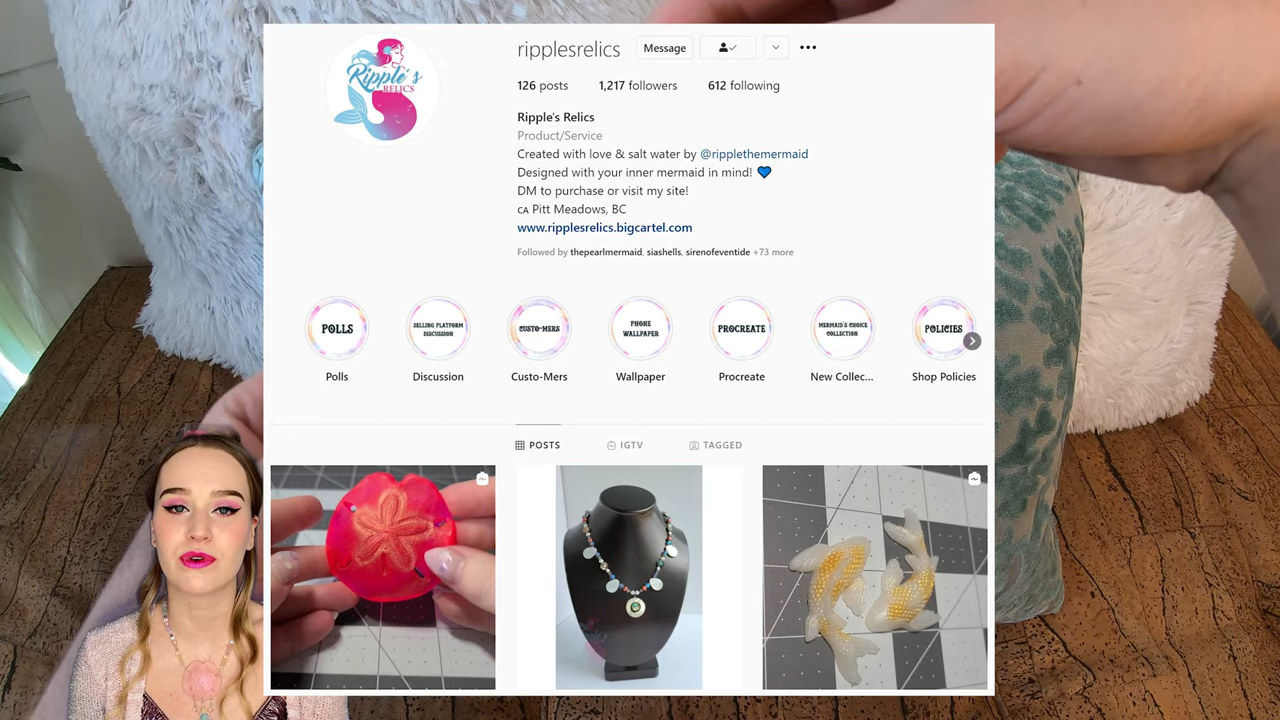 Ripple's
RELICS
ripplesrelics
Message
126 posts 1,217 followers 612 following
Ripple's Relics
Product/Service
Created with love & salt water by @ripplethemermaid
Designed with your inner mermaid in mind! 💙
DM to purchase or visit my site!
CA Pitt Meadows, BC
www.ripplesrelics.bigcartel.com
Followed by thepearlmermaid, siashells, sirenofeventide +73 more
POLLS
SELLING PLATFORM
DISCUSSION
CUSTO-MERS
PHONE
WALLPAPER
PROCREATE
MERMAID'S CHOICE
COLLECTION
POLICIES
Polls Discussion Custo-Mers Wallpaper Procreate New Collec... Shop Policies
POSTS IGTV TAGGED